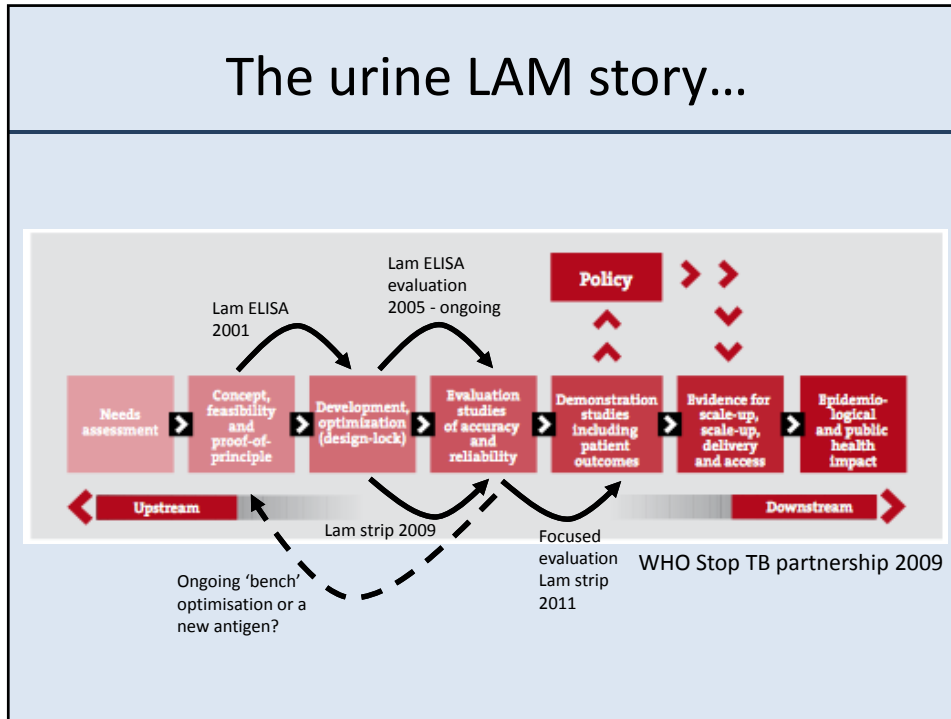 The urine LAM story...
Lam ELISA
2001
Lam ELISA
evaluation
2005 - ongoing
Policy
Needs
assessment
Concept,
feasibility
and
proof-of-
principle
Development,
optimization
(design-lock)
Evaluation
studies
of accuracy
and
reliability
Demonstration
studies
including
patient
outcomes
Evidence for
scale-up,
scale-up,
delivery
and access
Epidemio-
logical
and public
health
impact
Upstream
Downstream
Lam strip 2009
Focused
evaluation
Lam strip
2011
WHO Stop TB partnership 2009
Ongoing ‘bench’
optimisation or a
new antigen?